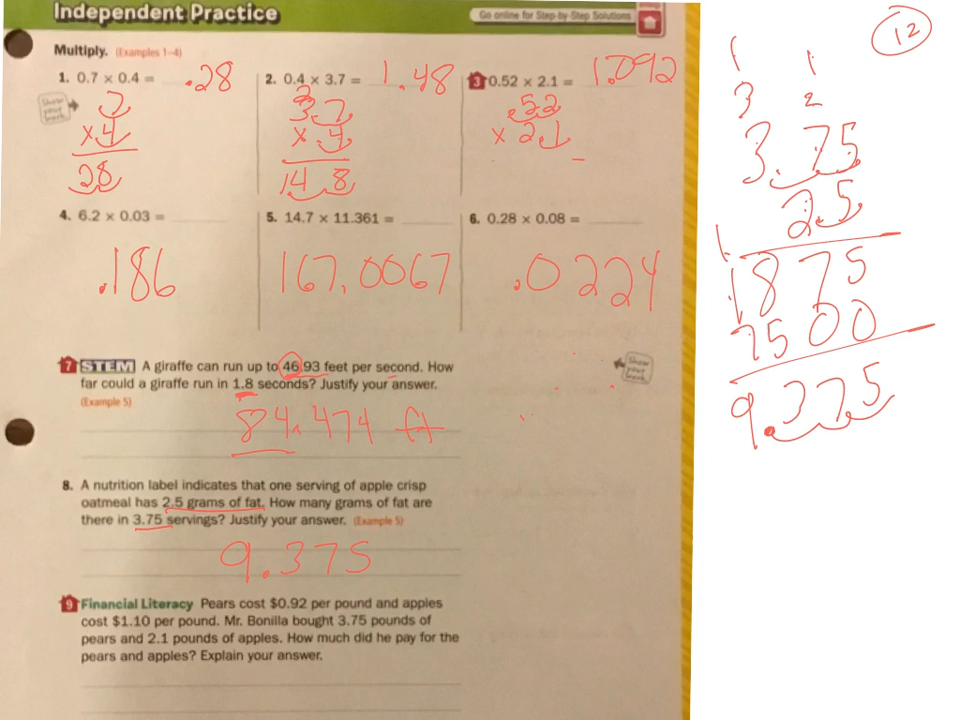 Independent Practice
Go online for Step-by-Step Solutions
Multiply. (Examples 1–4)
1. 0.7 × 0.4 = .28
Show your work
7
×.4
28
2. 0.4 × 3.7 = 1.48
2
3.7
×.4
14 8
3 0.52 × 2.1 = 1.092
.52
× 2.1
4. 6.2 × 0.03 =
.186
5. 14.7 × 11.361 =
167.0067
6. 0.28 × 0.08 =
.0224
7 STEM A giraffe can run up to 46.93 feet per second. How
far could a giraffe run in 1.8 seconds? Justify your answer.
(Example 5)
Show your work
84.474 ft
8. A nutrition label indicates that one serving of apple crisp
oatmeal has 2.5 grams of fat. How many grams of fat are
there in 3.75 servings? Justify your answer. (Example 5)
9.375
9 Financial Literacy Pears cost $0.92 per pound and apples
cost $1.10 per pound. Mr. Bonilla bought 3.75 pounds of
pears and 2.1 pounds of apples. How much did he pay for the
pears and apples? Explain your answer.
12
1 1
3 2
3.75
2.5
1
1875
7500
9.375